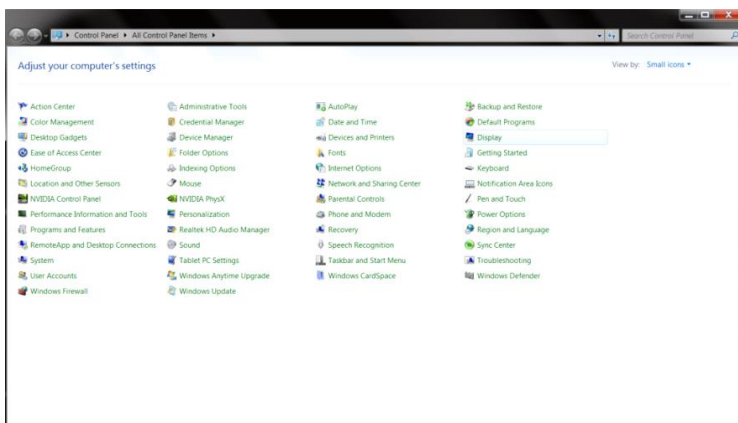 Control Panel ▸ All Control Panel Items ▸ Search Control Panel
Adjust your computer's settings View by: Small icons
Action Center Administrative Tools AutoPlay Backup and Restore
Color Management Credential Manager Date and Time Default Programs
Desktop Gadgets Device Manager Devices and Printers Display
Ease of Access Center Folder Options Fonts Getting Started
HomeGroup Indexing Options Internet Options Keyboard
Location and Other Sensors Mouse Network and Sharing Center Notification Area Icons
NVIDIA Control Panel NVIDIA PhysX Parental Controls Pen and Touch
Performance Information and Tools Personalization Phone and Modem Power Options
Programs and Features Realtek HD Audio Manager Recovery Region and Language
RemoteApp and Desktop Connections Sound Speech Recognition Sync Center
System Tablet PC Settings Taskbar and Start Menu Troubleshooting
User Accounts Windows Anytime Upgrade Windows CardSpace Windows Defender
Windows Firewall Windows Update